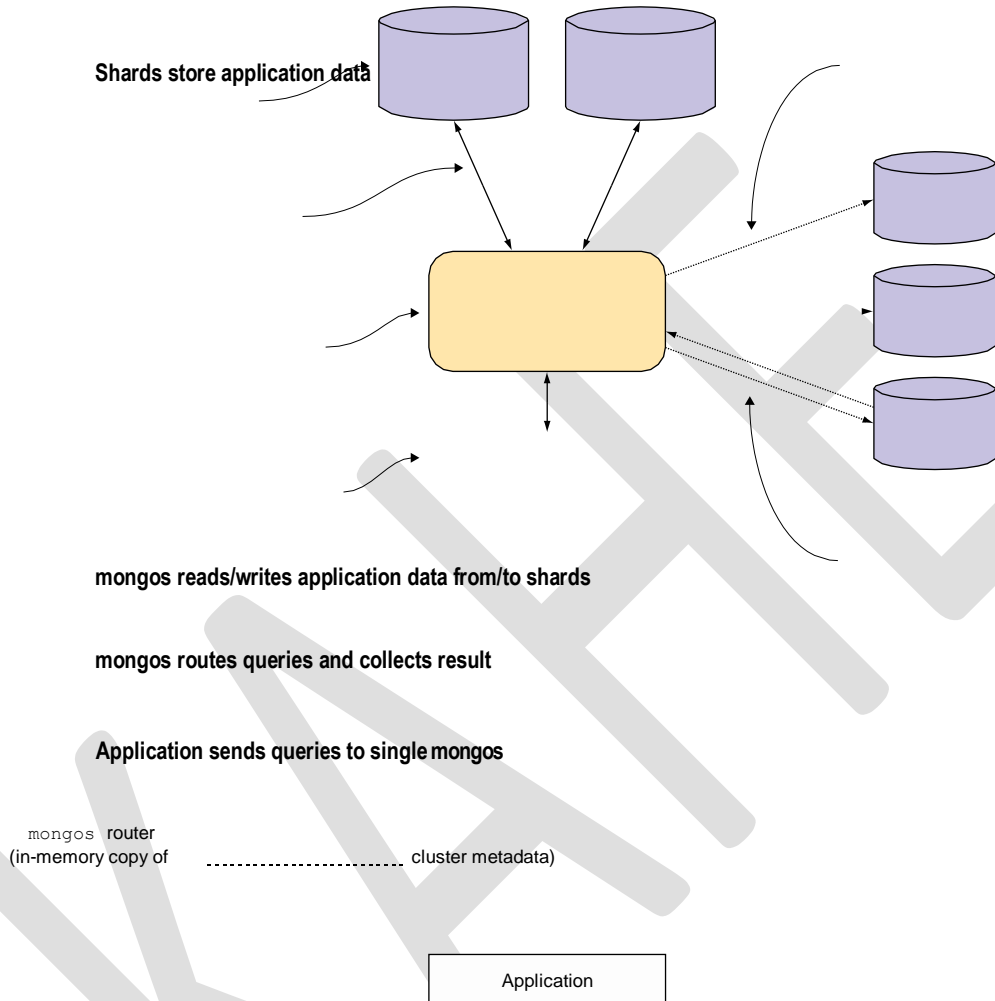 Shards store application data
mongos reads/writes application data from/to shards
mongos routes queries and collects result
Application sends queries to single mongos
mongos router
(in-memory copy of ........................... cluster metadata)
Application